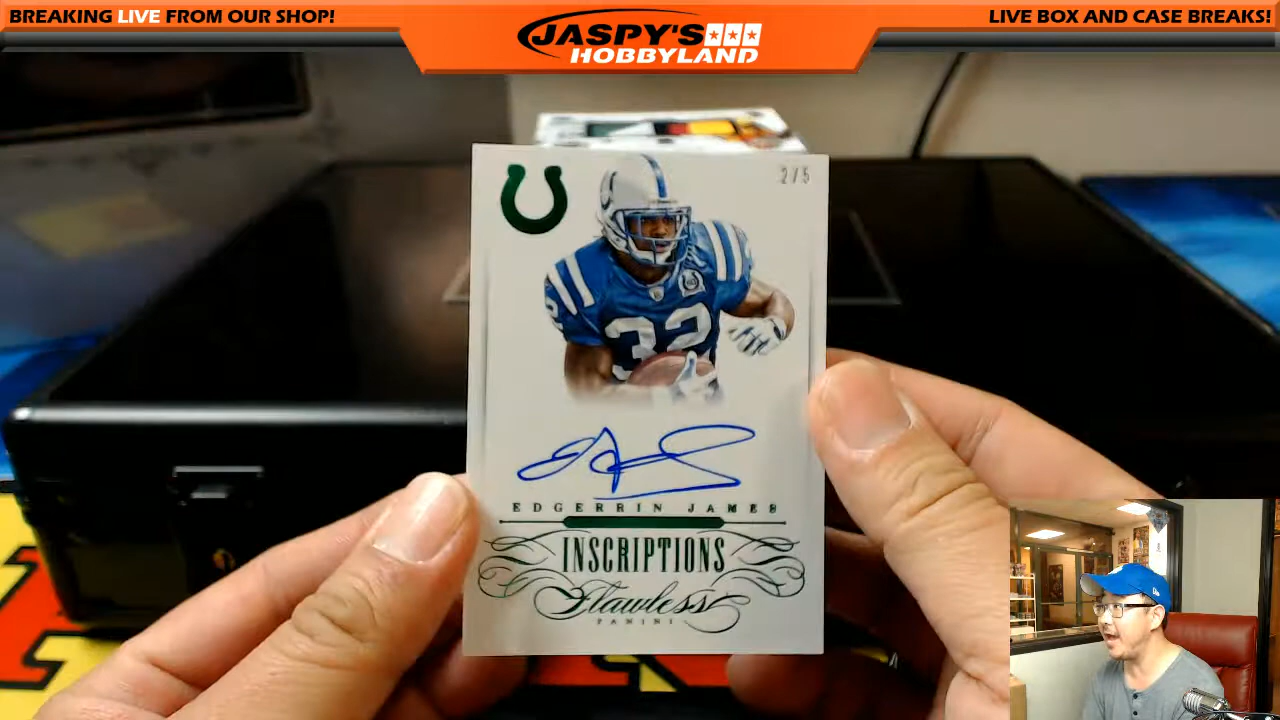 BREAKING LIVE FROM OUR SHOP!
JASPY'S
HOBBYLAND
LIVE BOX AND CASE BREAKS!
2/5
32
EDGERRIN JAMES
INSCRIPTIONS
Flawless
PANINI